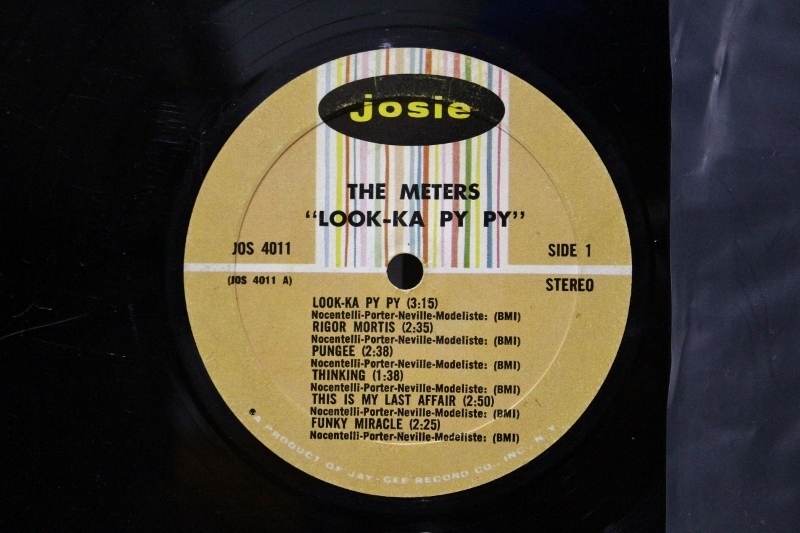 josie
THE METERS
“LOOK-KA PY PY”
JOS 4011
SIDE 1
(JOS 4011 A)
STEREO
LOOK-KA PY PY (3:15)
Nocentelli-Porter-Neville-Modeliste: (BMI)
RIGOR MORTIS (2:35)
Nocentelli-Porter-Neville-Modeliste: (BMI)
PUNGEE (2:38)
Nocentelli-Porter-Neville-Modeliste: (BMI)
THINKING (1:38)
Nocentelli-Porter-Neville-Modeliste: (BMI)
THIS IS MY LAST AFFAIR (2:50)
Nocentelli-Porter-Neville-Modeliste: (BMI)
FUNKY MIRACLE (2:25)
Nocentelli-Porter-Neville-Modeliste: (BMI)
A PRODUCT OF JAY-GEE RECORD CO., INC., N.Y.